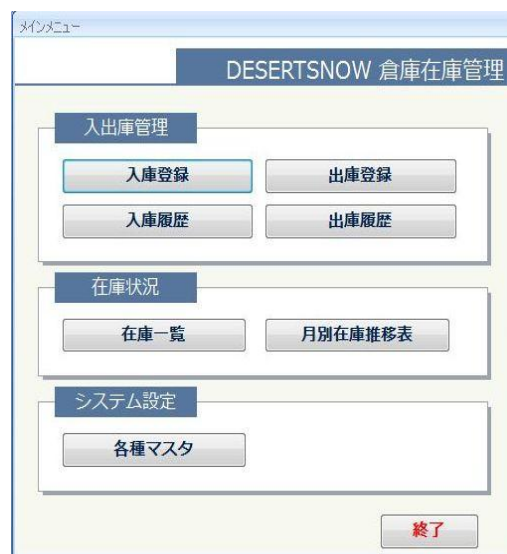 メインメニュー
DESERTSNOW 倉庫在庫管理
入出庫管理
入庫登録 出庫登録
入庫履歴 出庫履歴
在庫状況
在庫一覧 月別在庫推移表
システム設定
各種マスタ
終了